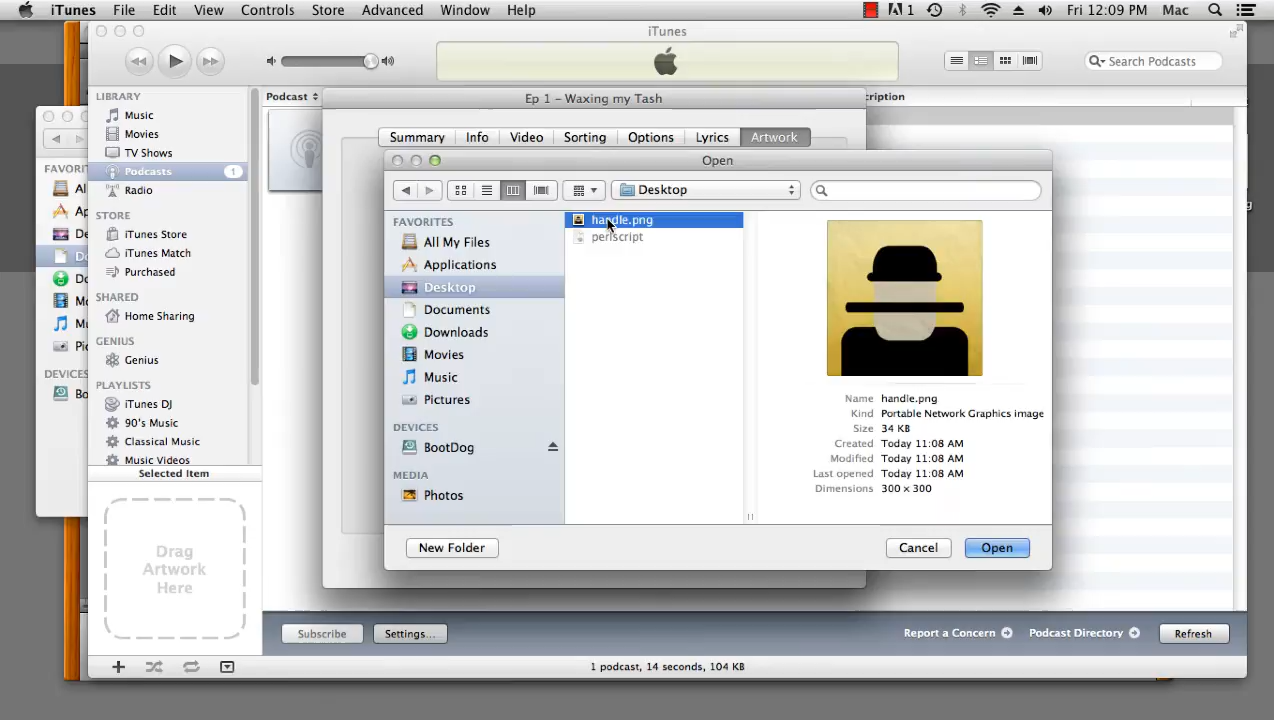 iTunes File Edit View Controls Store Advanced Window Help 1 Fri 12:09 PM Mac
iTunes
Search Podcasts
LIBRARY
Music
Movies
TV Shows
Podcasts 1
Radio
STORE
iTunes Store
iTunes Match
Purchased
SHARED
Home Sharing
GENIUS
Genius
PLAYLISTS
iTunes DJ
90's Music
Classical Music
Music Videos
Selected Item
Drag
Artwork
Here
Podcast
Ep 1 – Waxing my Tash
Summary Info Video Sorting Options Lyrics Artwork
Open
Desktop
FAVORITES
All My Files
Applications
Desktop
Documents
Downloads
Movies
Music
Pictures
DEVICES
BootDog
MEDIA
Photos
handle.png
perlscript
Name handle.png
Kind Portable Network Graphics image
Size 34 KB
Created Today 11:08 AM
Modified Today 11:08 AM
Last opened Today 11:08 AM
Dimensions 300 × 300
New Folder Cancel Open
Subscribe Settings... Report a Concern Podcast Directory Refresh
1 podcast, 14 seconds, 104 KB